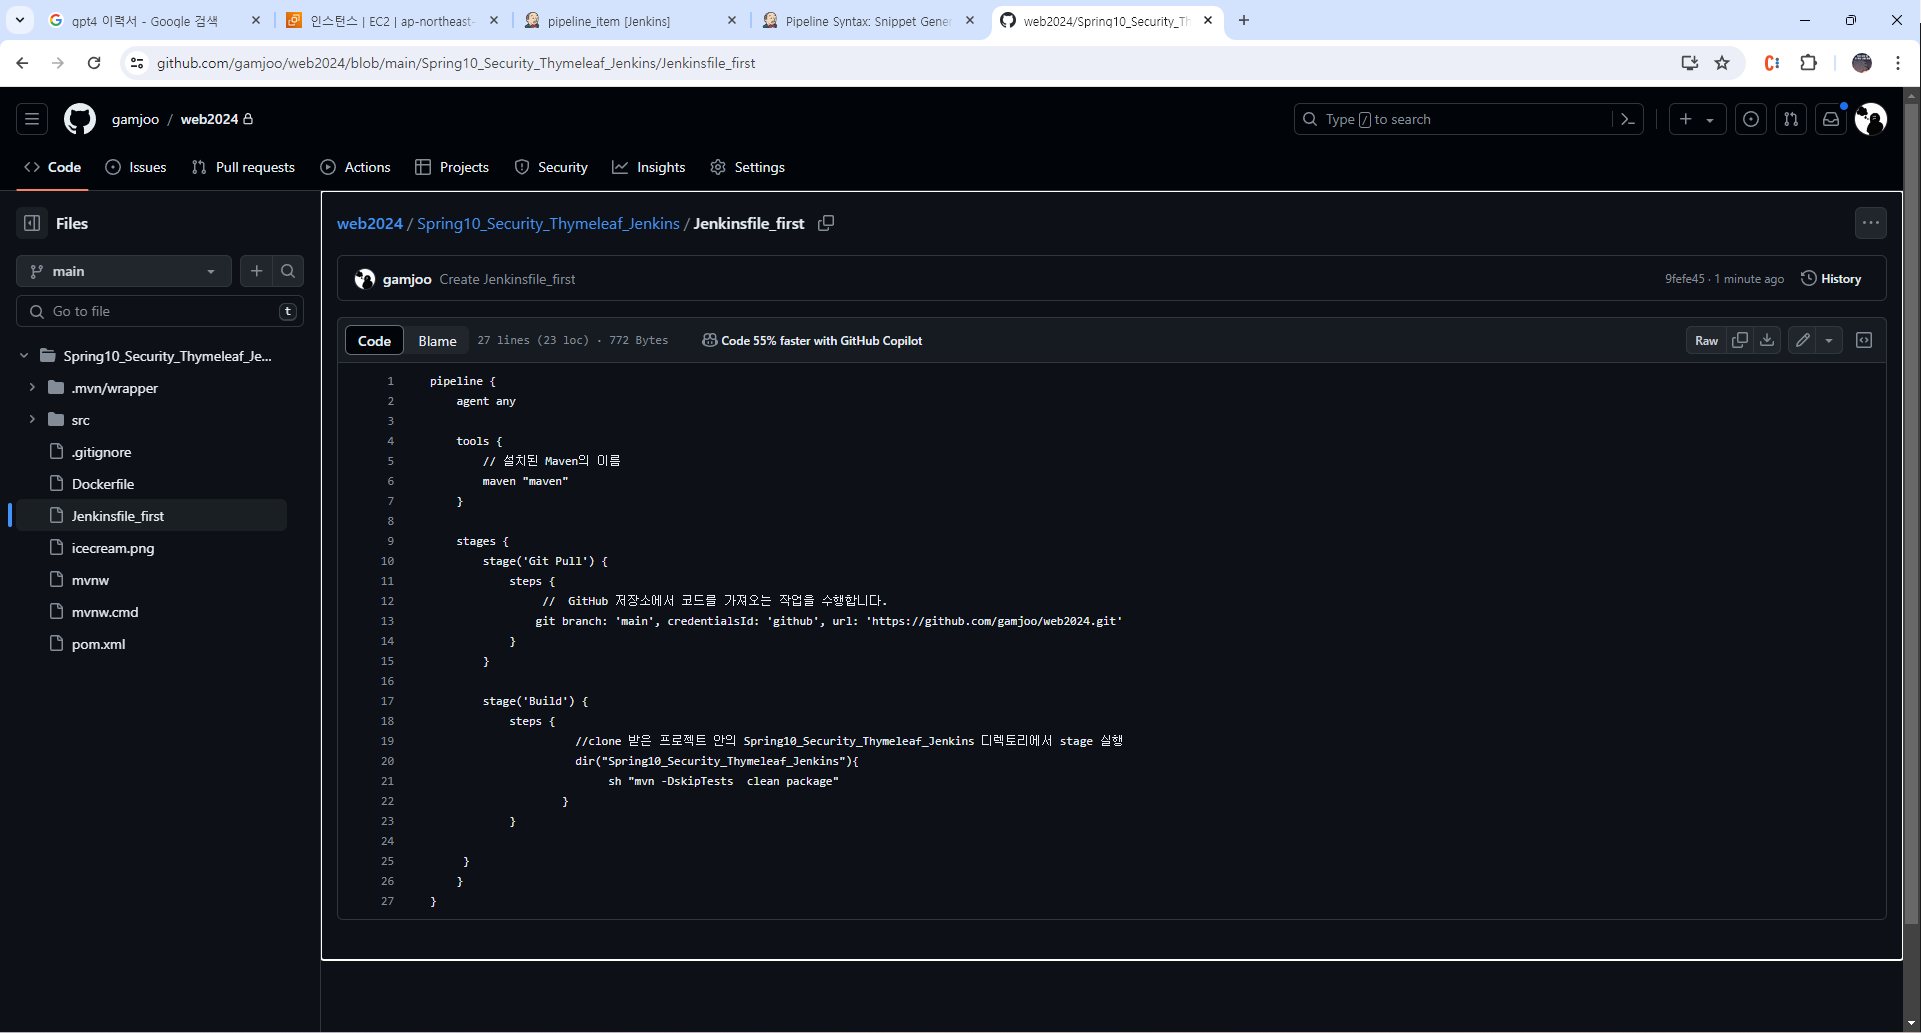 qpt4 이력서 - Google 검색
인스턴스 | EC2 | ap-northeast-
pipeline_item [Jenkins]
Pipeline Syntax: Snippet Gener
web2024/Spring10_Security_Th
github.com/gamjoo/web2024/blob/main/Spring10_Security_Thymeleaf_Jenkins/Jenkinsfile_first
gamjoo / web2024
Type / to search
Code
Issues
Pull requests
Actions
Projects
Security
Insights
Settings
Files
main
Go to file
t
Spring10_Security_Thymeleaf_Je...
.mvn/wrapper
src
.gitignore
Dockerfile
Jenkinsfile_first
icecream.png
mvnw
mvnw.cmd
pom.xml
web2024 / Spring10_Security_Thymeleaf_Jenkins / Jenkinsfile_first
gamjoo Create Jenkinsfile_first
9fefe45 · 1 minute ago
History
Code
Blame
27 lines (23 loc) · 772 Bytes
Code 55% faster with GitHub Copilot
Raw
1 pipeline {
2 agent any
3
4 tools {
5 // 설치된 Maven의 이름
6 maven "maven"
7 }
8
9 stages {
10 stage('Git Pull') {
11 steps {
12 //  GitHub 저장소에서 코드를 가져오는 작업을 수행합니다.
13 git branch: 'main', credentialsId: 'github', url: 'https://github.com/gamjoo/web2024.git'
14 }
15 }
16
17 stage('Build') {
18 steps {
19 //clone 받은 프로젝트 안의 Spring10_Security_Thymeleaf_Jenkins 디렉토리에서 stage 실행
20 dir("Spring10_Security_Thymeleaf_Jenkins"){
21 sh "mvn -DskipTests  clean package"
22 }
23 }
24
25 }
26 }
27 }